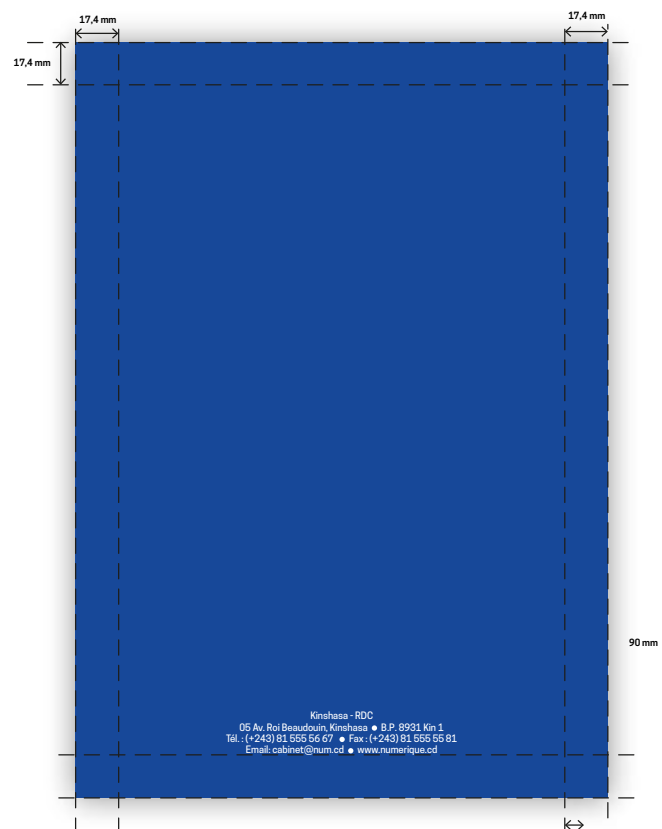 17,4 mm
17,4 mm
17,4 mm
90 mm
Kinshasa - RDC
05 Av. Roi Beaudouin, Kinshasa ● B.P. 8931 Kin 1
Tél. : (+243) 81 555 56 67 ● Fax : (+243) 81 555 55 81
Email: cabinet@num.cd ● www.numerique.cd